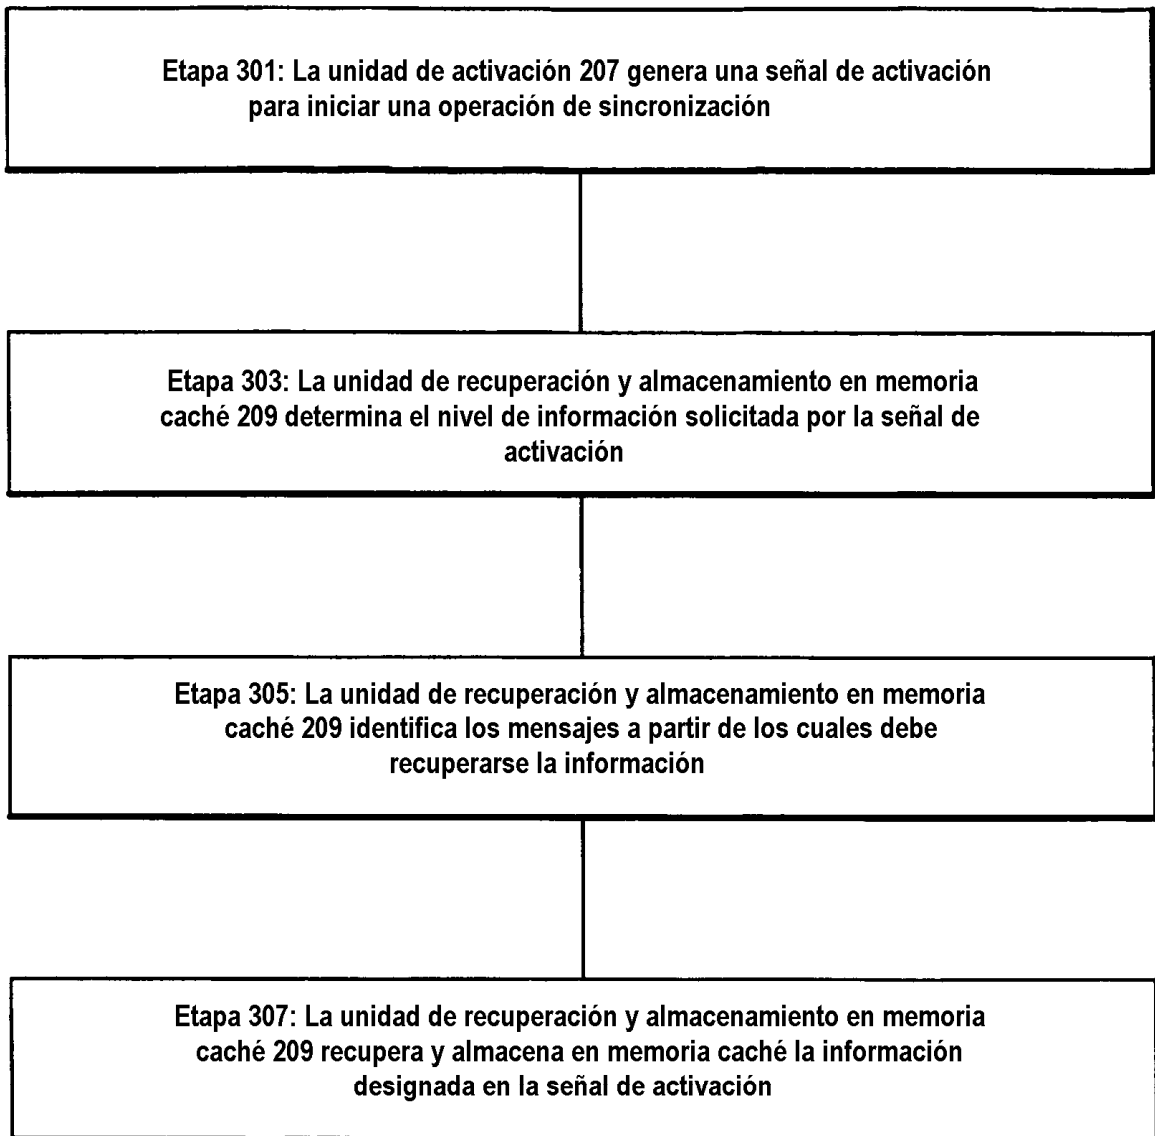 Etapa 301: La unidad de activación 207 genera una señal de activación
para iniciar una operación de sincronización
Etapa 303: La unidad de recuperación y almacenamiento en memoria
caché 209 determina el nivel de información solicitada por la señal de
activación
Etapa 305: La unidad de recuperación y almacenamiento en memoria
caché 209 identifica los mensajes a partir de los cuales debe
recuperarse la información
Etapa 307: La unidad de recuperación y almacenamiento en memoria
caché 209 recupera y almacena en memoria caché la información
designada en la señal de activación